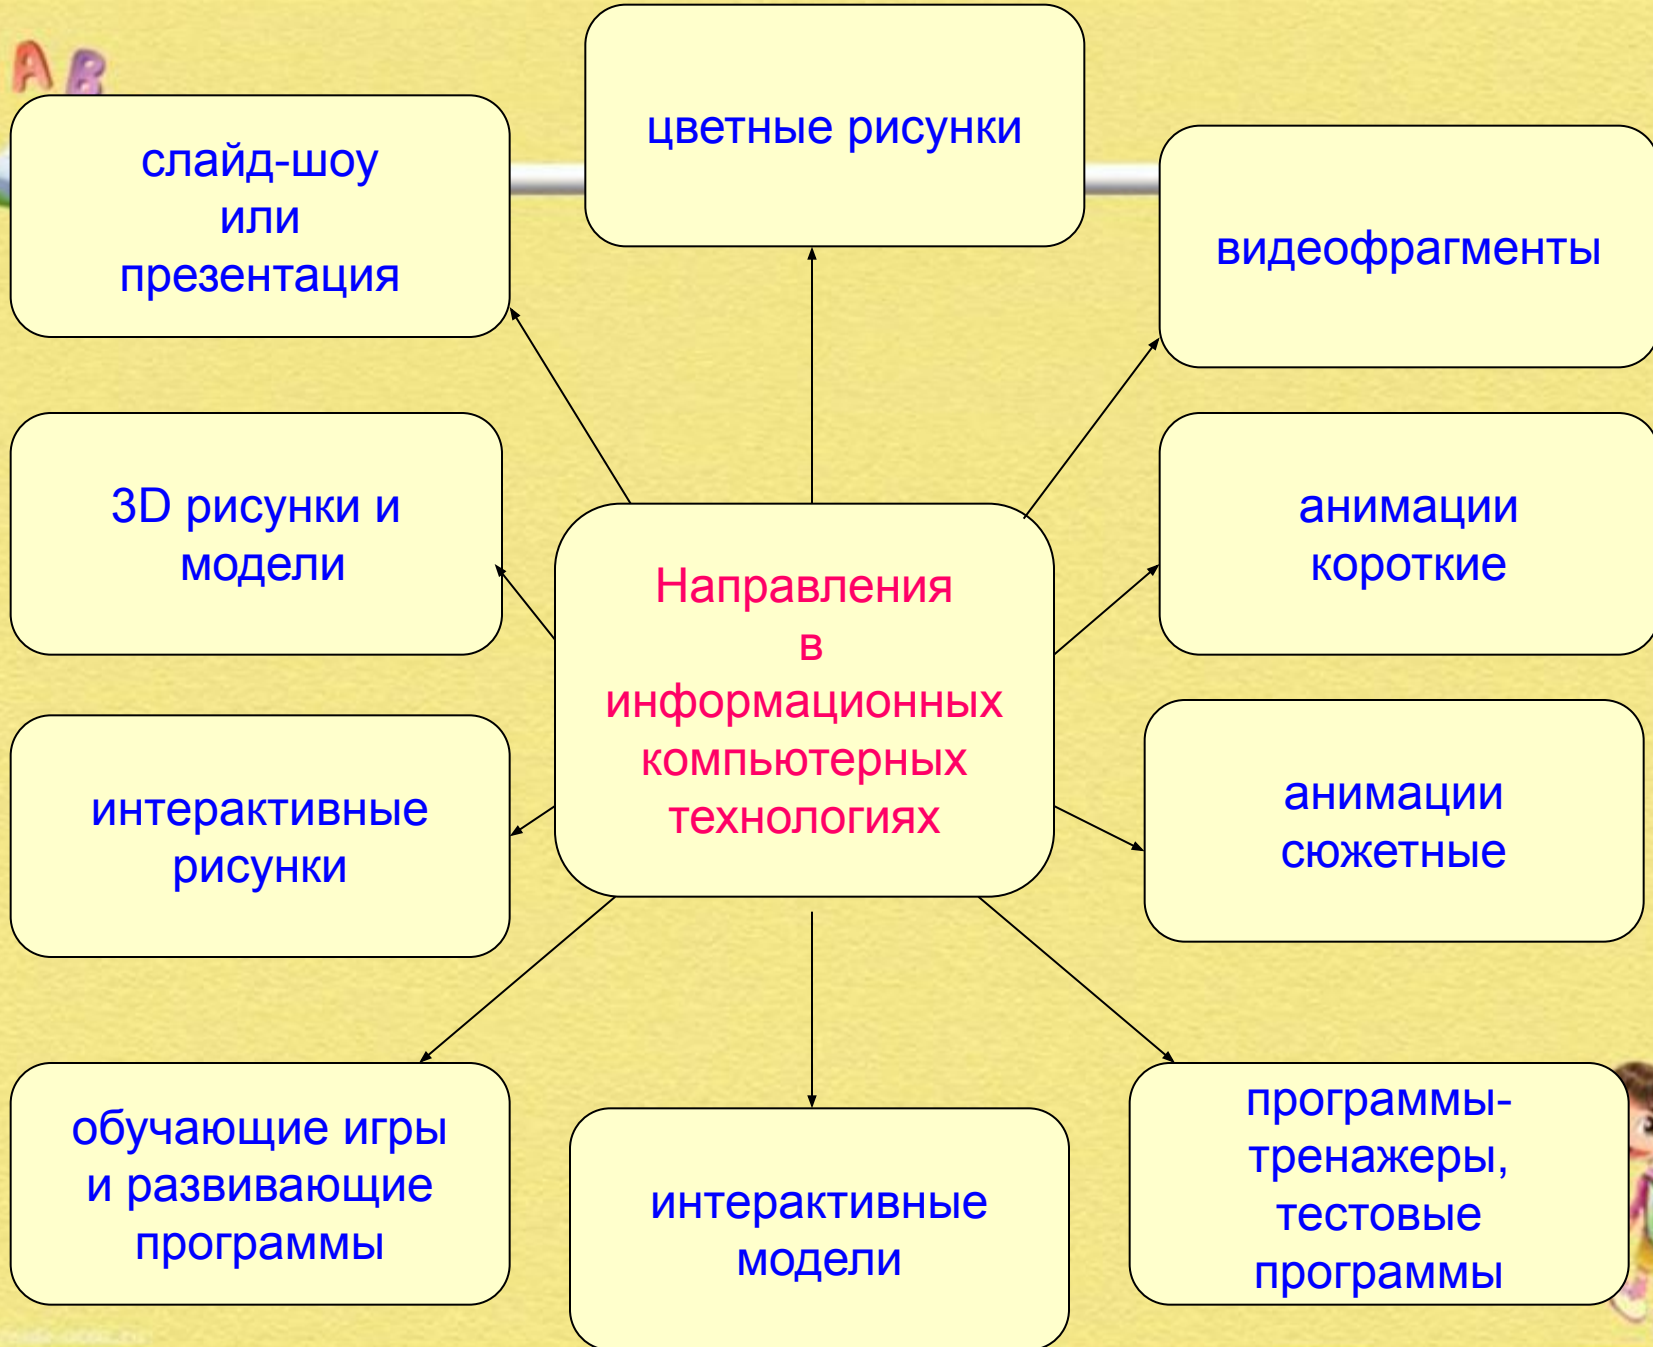 A B
цветные рисунки
слайд-шоу
или
презентация
видеофрагменты
3D рисунки и
модели
анимации
короткие
Направления
в
информационных
компьютерных
технологиях
интерактивные
рисунки
анимации
сюжетные
обучающие игры
и развивающие
программы
интерактивные
модели
программы-
тренажеры,
тестовые
программы